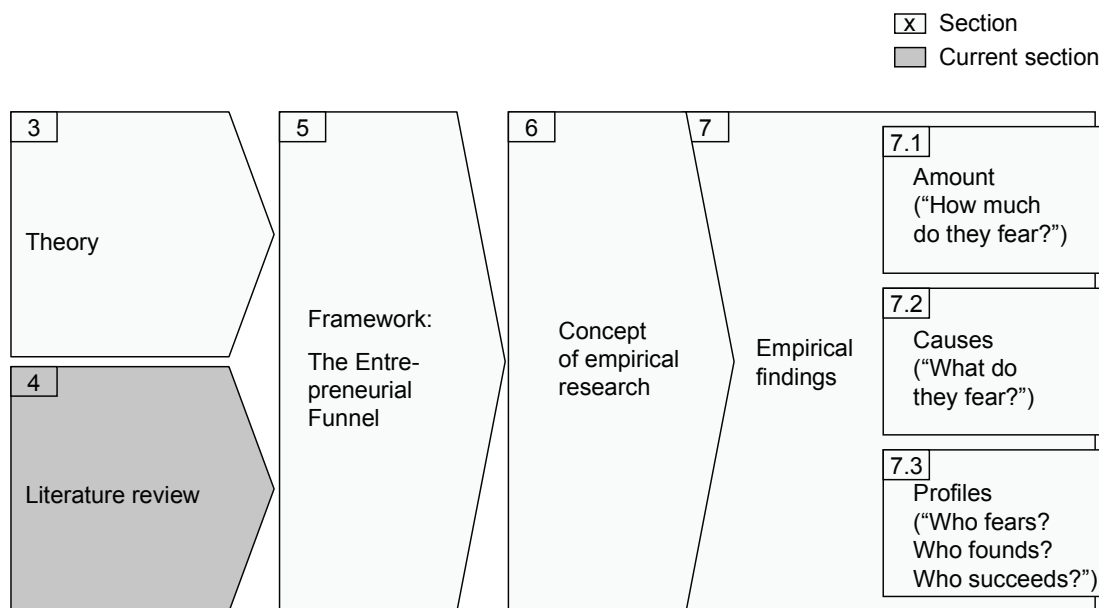 x Section
Current section
3
Theory
4
Literature review
5
Framework:
The Entre-
preneurial
Funnel
6
Concept
of empirical
research
7
Empirical
findings
7.1
Amount
(“How much
do they fear?”)
7.2
Causes
(“What do
they fear?”)
7.3
Profiles
(“Who fears?
Who founds?
Who succeeds?”)